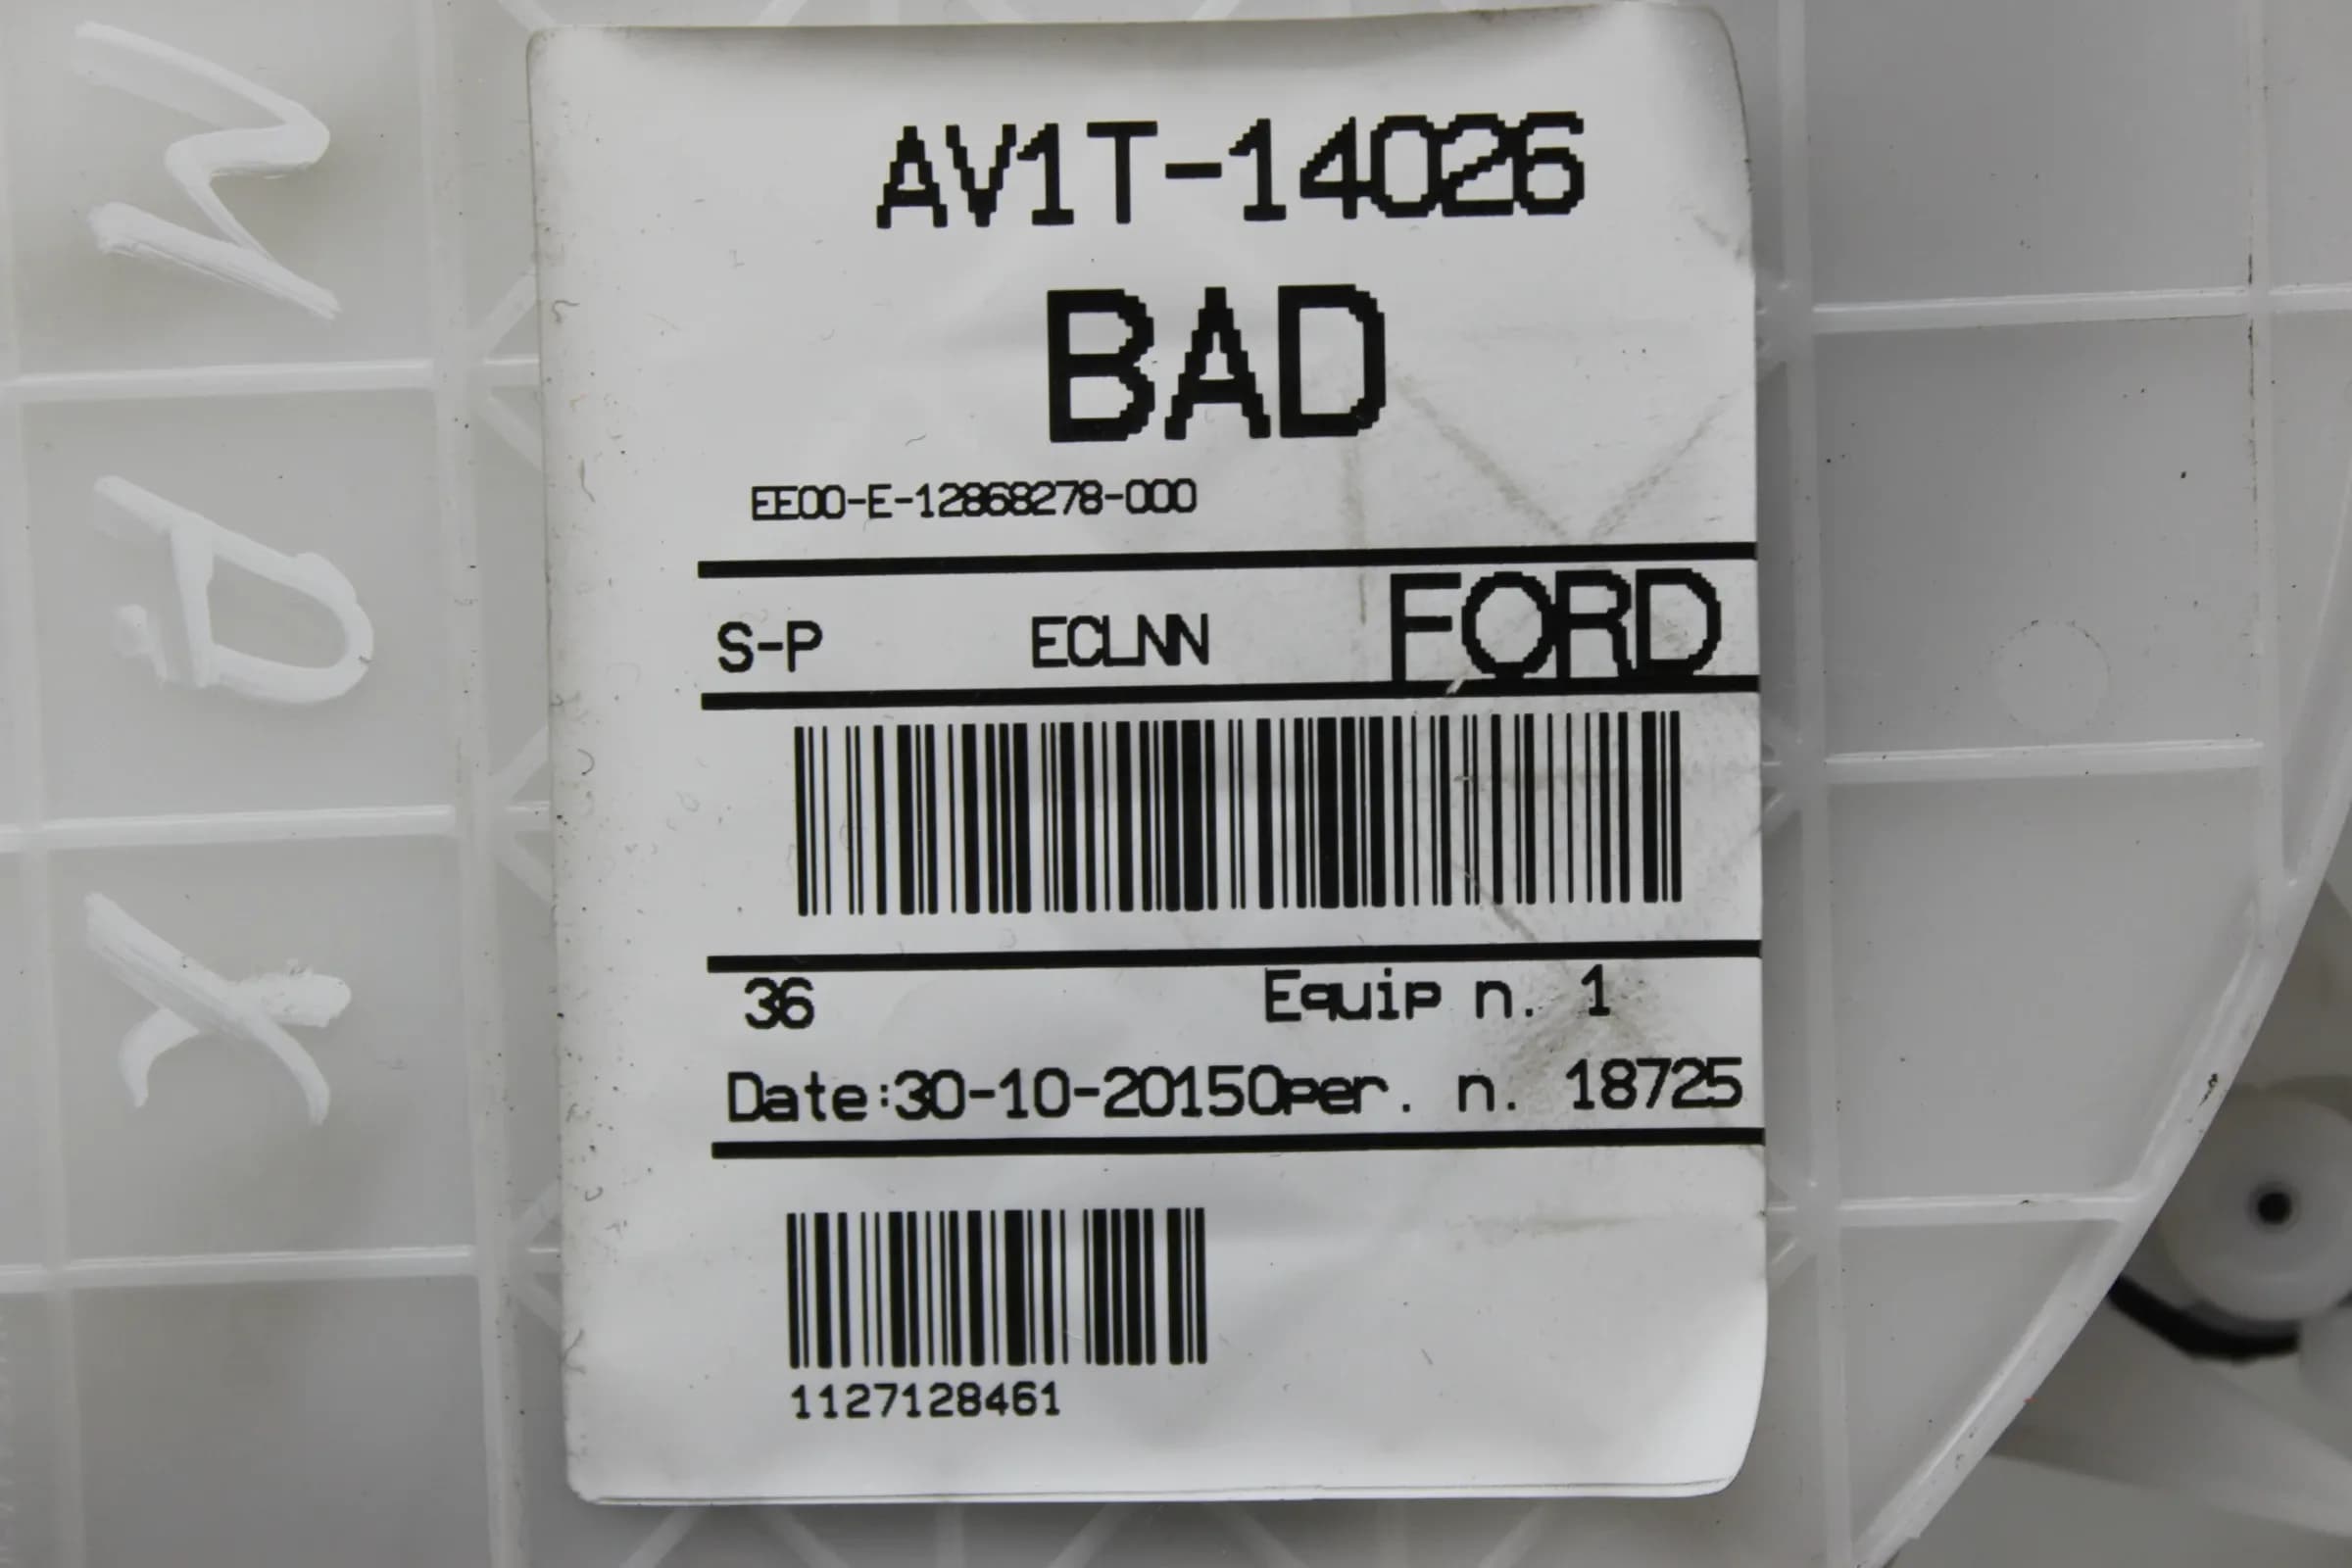 AV1T-14026
BAD
EE00-E-12868278-000
S-P ECLNN FORD
36 Equip n. 1
Date:30-10-2015Oper. n. 18725
1127128461